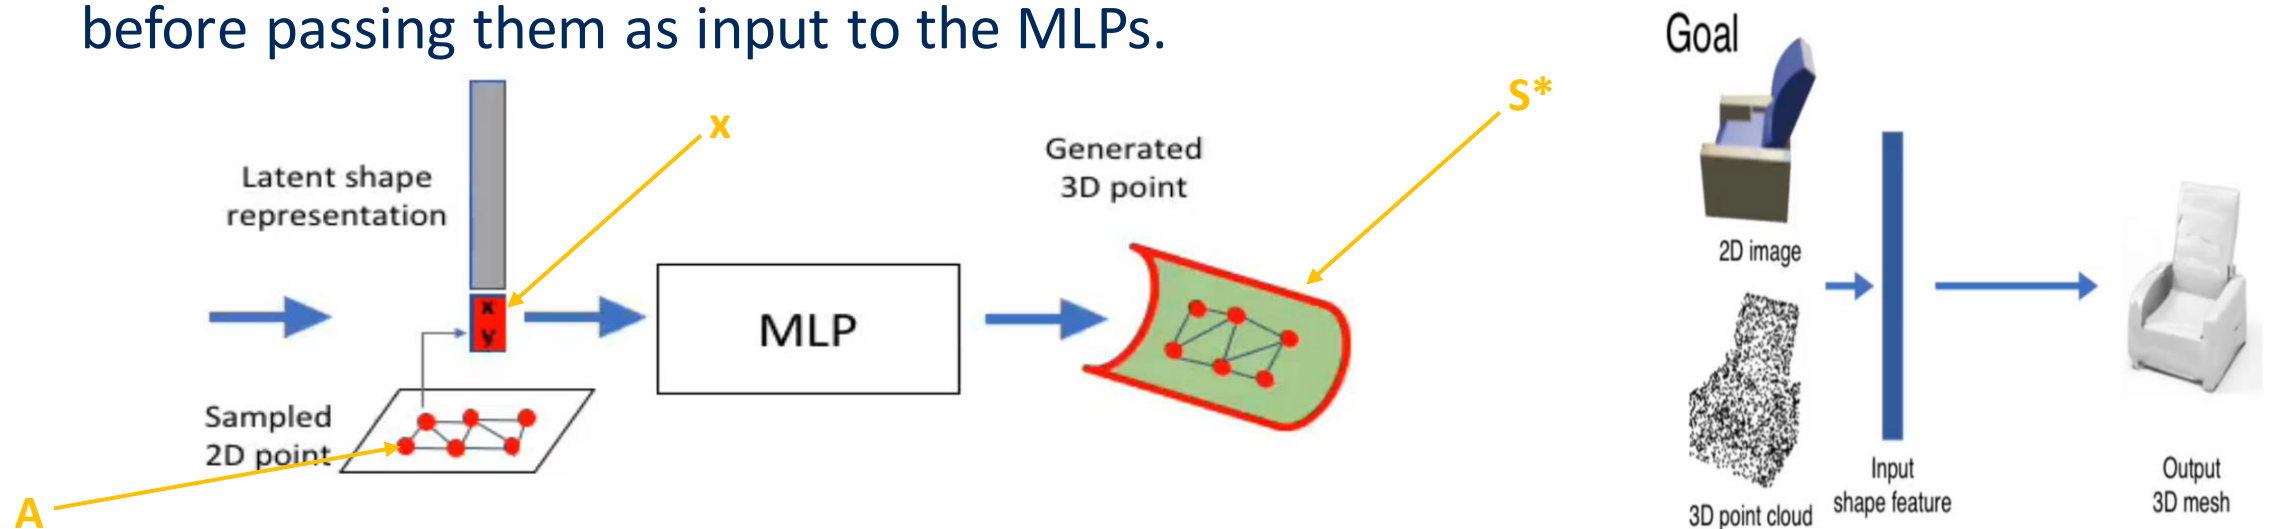 before passing them as input to the MLPs.
Latent shape
representation
x
x
y
Sampled
2D point
A
MLP
Generated
3D point
S*
Goal
2D image
3D point cloud
Input
shape feature
Output
3D mesh